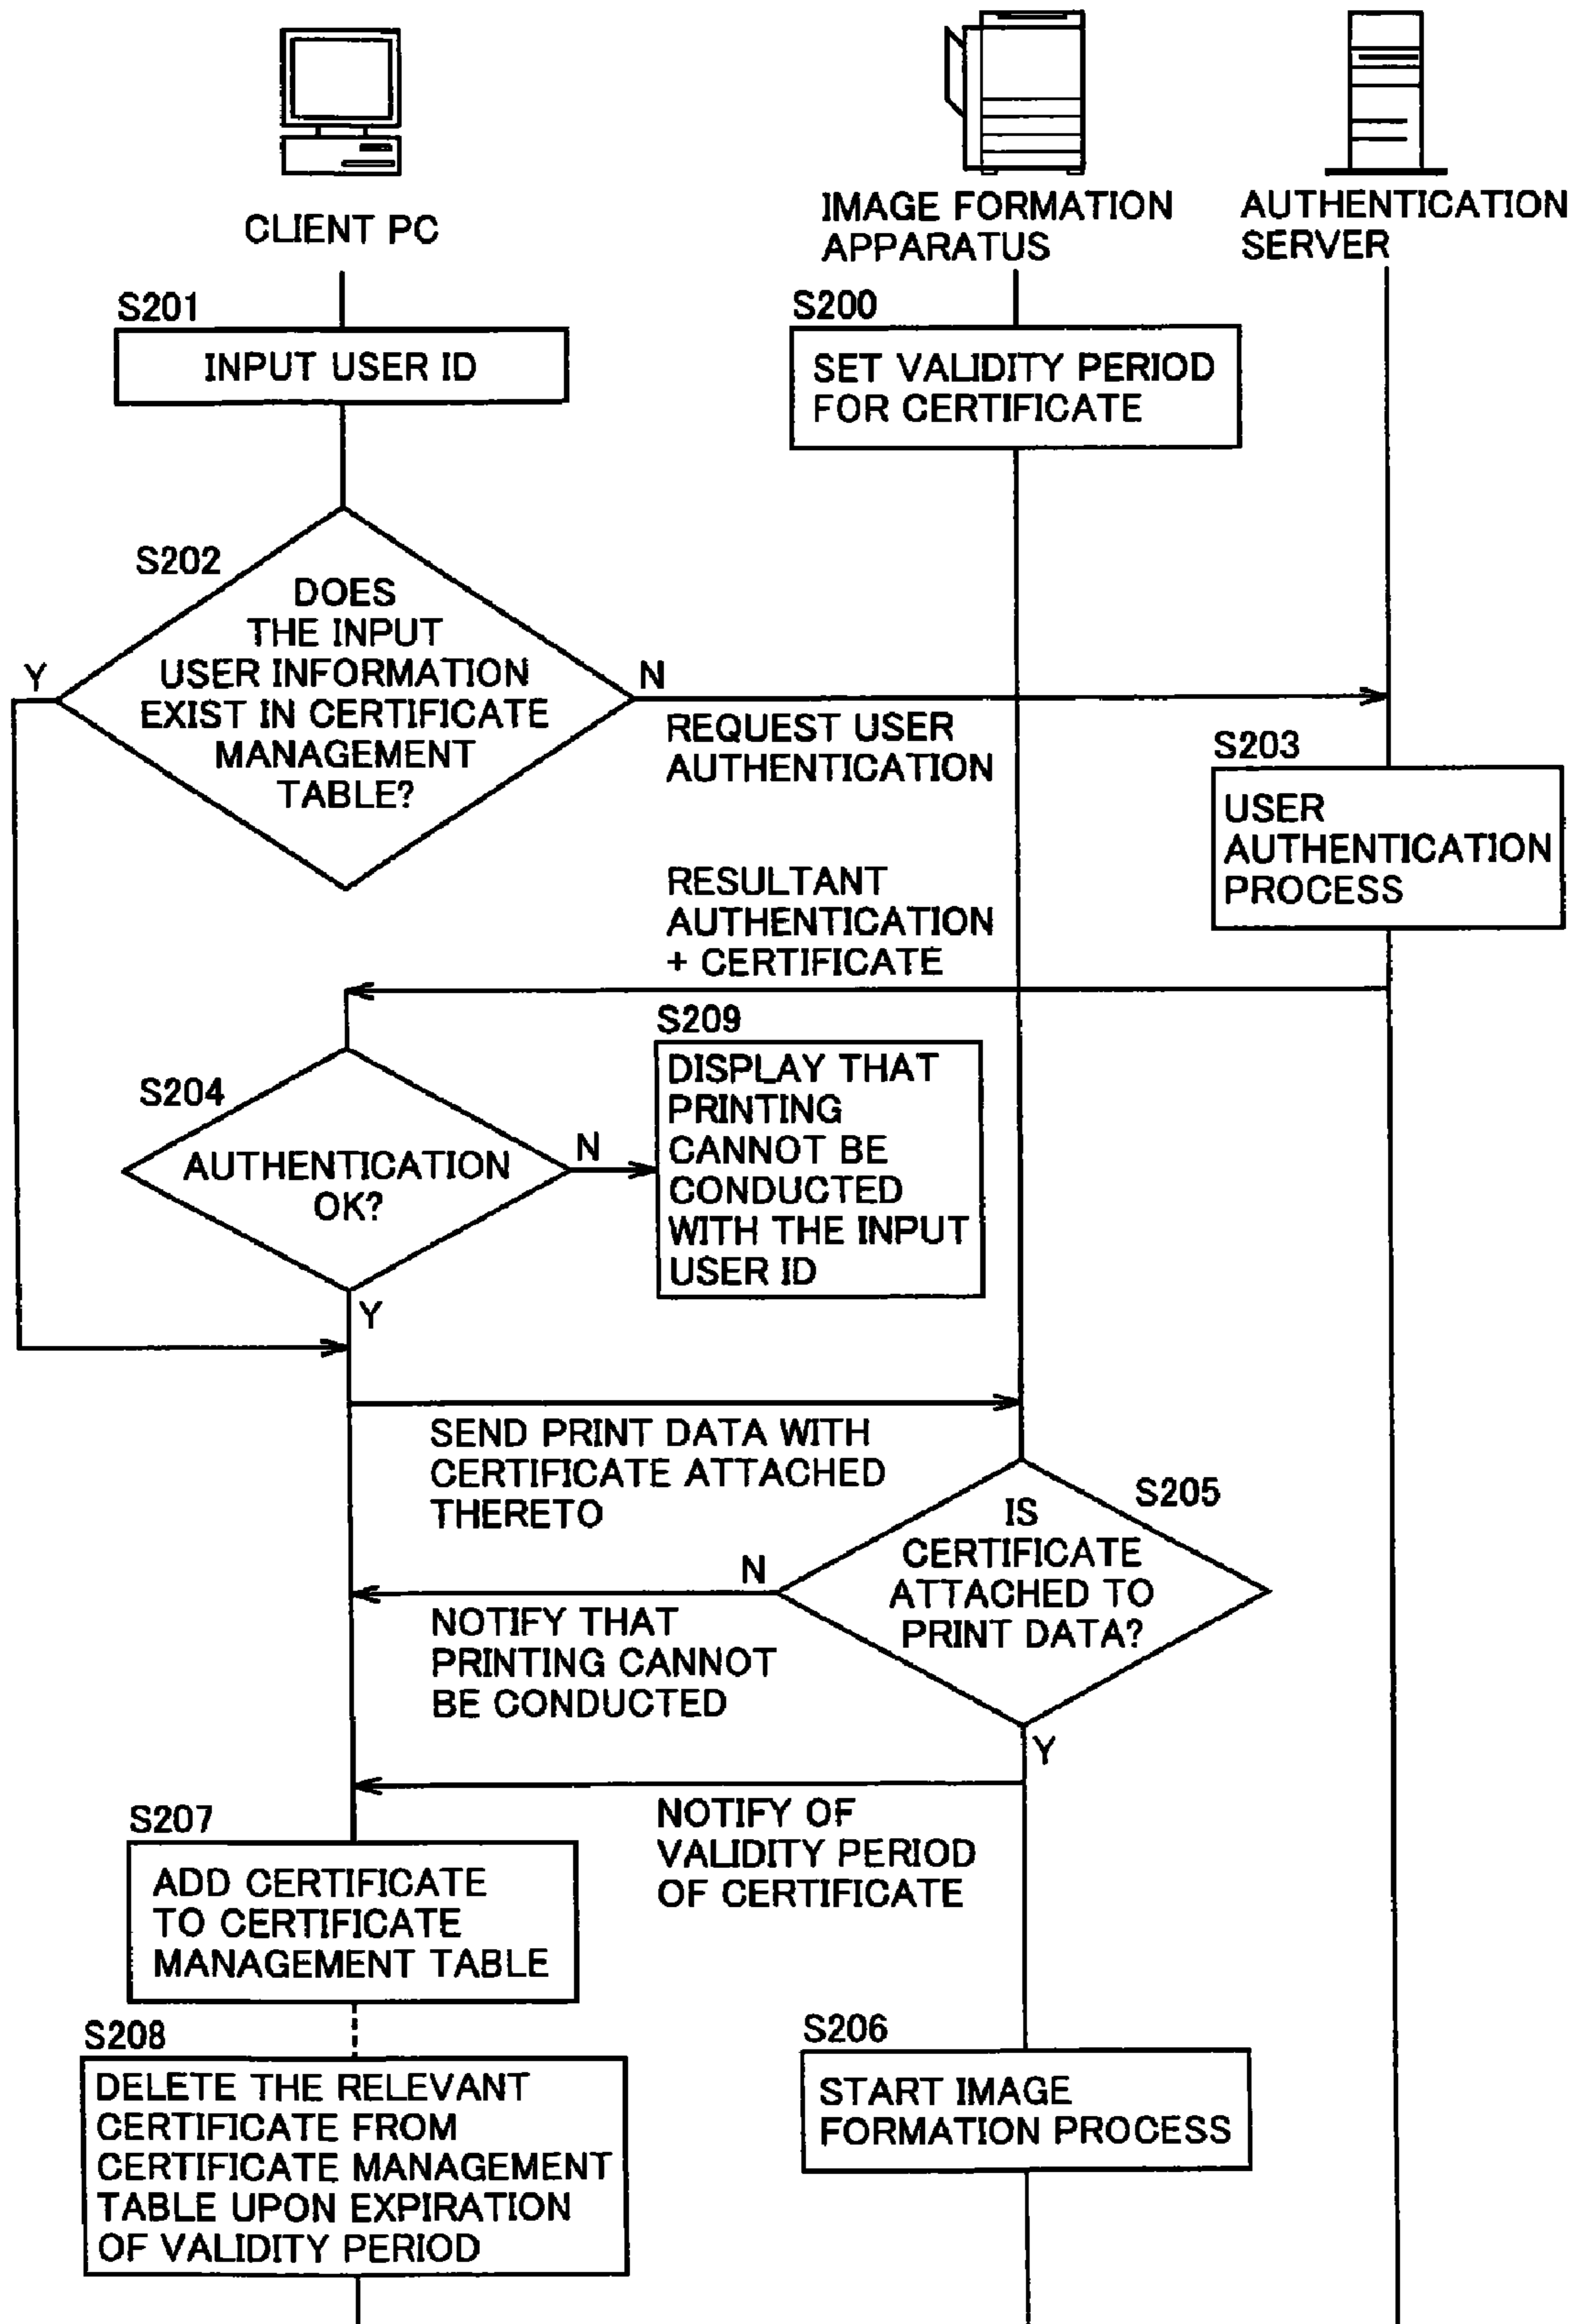 CLIENT PC
IMAGE FORMATION
APPARATUS
AUTHENTICATION
SERVER
S201
INPUT USER ID
S200
SET VALIDITY PERIOD
FOR CERTIFICATE
S202
DOES
THE INPUT
USER INFORMATION
EXIST IN CERTIFICATE
MANAGEMENT
TABLE?
Y
N
REQUEST USER
AUTHENTICATION
S203
USER
AUTHENTICATION
PROCESS
RESULTANT
AUTHENTICATION
+ CERTIFICATE
S204
AUTHENTICATION
OK?
N
Y
S209
DISPLAY THAT
PRINTING
CANNOT BE
CONDUCTED
WITH THE INPUT
USER ID
SEND PRINT DATA WITH
CERTIFICATE ATTACHED
THERETO
S205
IS
CERTIFICATE
ATTACHED TO
PRINT DATA?
N
NOTIFY THAT
PRINTING CANNOT
BE CONDUCTED
Y
NOTIFY OF
VALIDITY PERIOD
OF CERTIFICATE
S207
ADD CERTIFICATE
TO CERTIFICATE
MANAGEMENT TABLE
S208
DELETE THE RELEVANT
CERTIFICATE FROM
CERTIFICATE MANAGEMENT
TABLE UPON EXPIRATION
OF VALIDITY PERIOD
S206
START IMAGE
FORMATION PROCESS